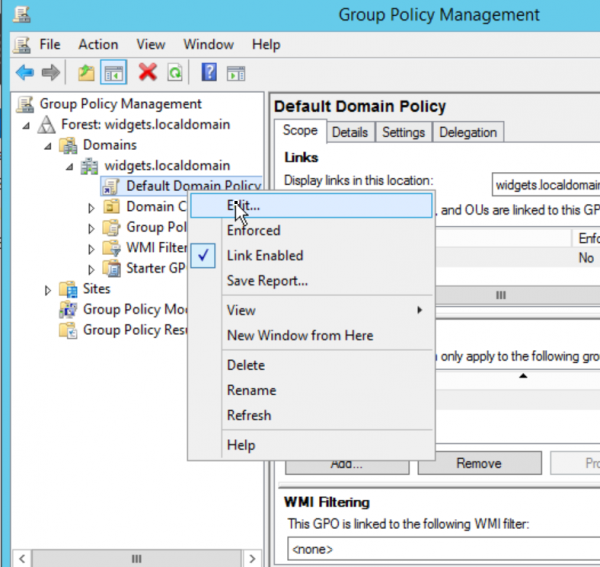 Group Policy Management
File Action View Window Help
Group Policy Management
Forest: widgets.localdomain
Domains
widgets.localdomain
Default Domain Policy
Domain C
Group Pol
WMI Filter
Starter GP
Sites
Group Policy Mo
Group Policy Resu
Edit...
Enforced
Link Enabled
Save Report...
View
New Window from Here
Delete
Rename
Refresh
Help
Default Domain Policy
Scope Details Settings Delegation
Links
Display links in this location: widgets.localdomain
, and OUs are linked to this GP
Enfo
No
only apply to the following grou
Add... Remove Pro
WMI Filtering
This GPO is linked to the following WMI filter:
<none>